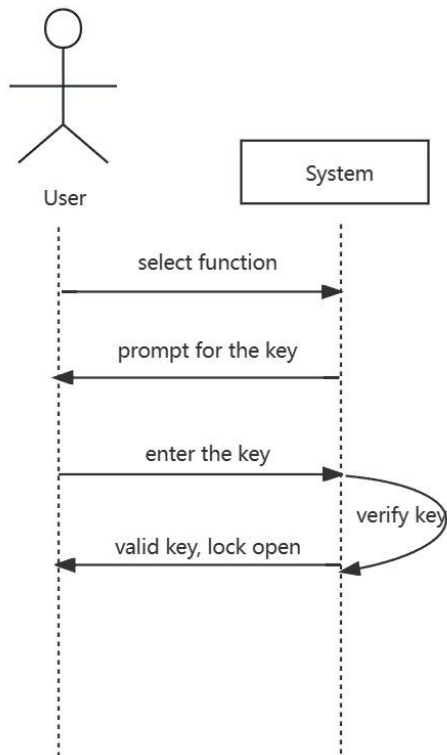 User
System
select function
prompt for the key
enter the key
verify key
valid key, lock open